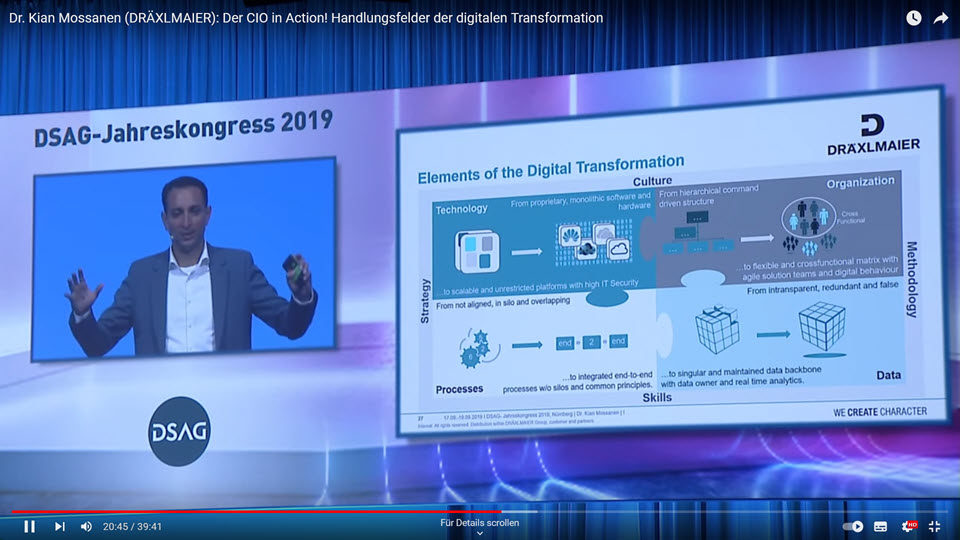 Dr. Kian Mossanen (DRÄXLMAIER): Der CIO in Action! Handlungsfelder der digitalen Transformation
DSAG-Jahreskongress 2019
DRÄXLMAIER
Elements of the Digital Transformation
Culture
Technology
From proprietary, monolithic software and
hardware
...to scalable and unrestricted platforms with high IT Security
From hierarchical command
driven structure
Organization
Cross
Functional
...to flexible and crossfunctional matrix with
agile solution teams and digital behaviour
Strategy
Methodology
From not aligned, in silo and overlapping
end
2
end
Processes
...to integrated end-to-end
processes w/o silos and common principles.
From intransparent, redundant and false
...to singular and maintained data backbone
with data owner and real time analytics.
Data
Skills
37
17.09.-19.09.2019 | DSAG- Jahreskongress 2019, Nürnberg | Dr. Kian Mossanen | 1
Internal. All rights reserved. Distribution within DRÄXLMAIER Group, customer and partners.
WE CREATE CHARACTER
DSAG
20:45 / 39:41
Für Details scrollen
HD